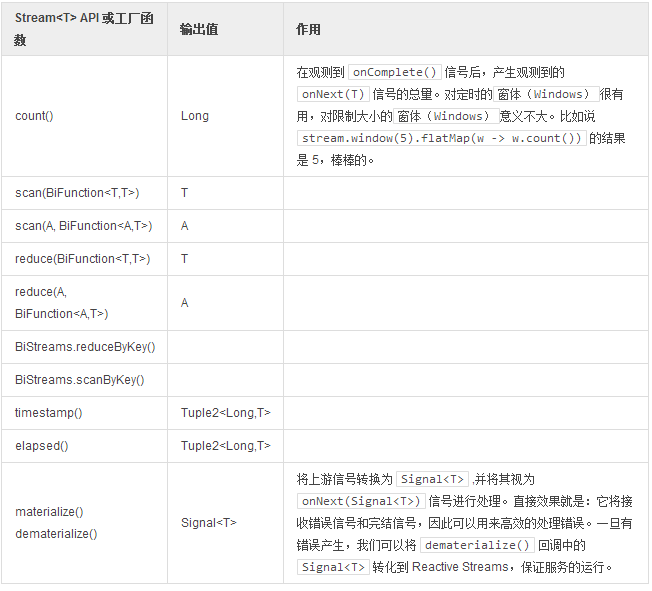 Stream<T> API 或工厂函数 输出值 作用
count() Long 在观测到 onComplete() 信号后，产生观测到的
onNext(T) 信号的总量。对定时的 窗体（Windows） 很有
用，对限制大小的 窗体（Windows） 意义不大。比如说
stream.window(5).flatMap(w -> w.count()) 的结果
是 5，棒棒的。
scan(BiFunction<T,T>) T
scan(A, BiFunction<A,T>) A
reduce(BiFunction<T,T>) T
reduce(A,
BiFunction<A,T>) A
BiStreams.reduceByKey()
BiStreams.scanByKey()
timestamp() Tuple2<Long,T>
elapsed() Tuple2<Long,T>
materialize()
dematerialize() Signal<T>
将上游信号转换为 Signal<T> ,并将其视为
onNext(Signal<T>) 信号进行处理。直接效果就是：它将接
收错误信号和完结信号，因此可以用来高效的处理错误。一旦有
错误产生，我们可以将 dematerialize() 回调中的
Signal<T> 转化到 Reactive Streams，保证服务的运行。